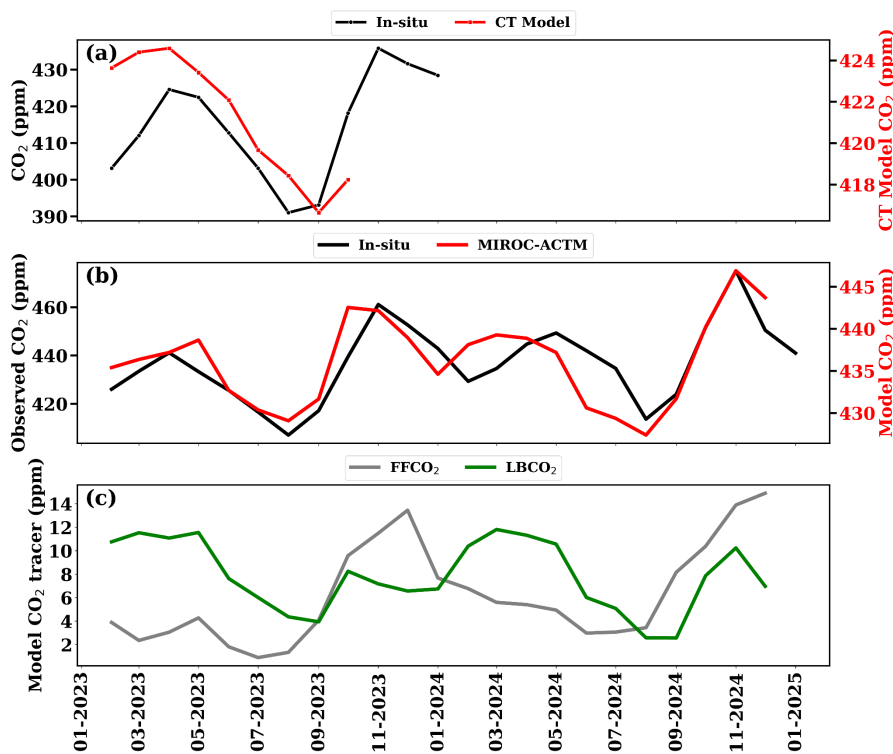 In-situ CT Model
(a)
CO₂ (ppm)
430
420
410
400
390
424
422
420
418
CT Model CO₂ (ppm)
In-situ MIROC-ACTM
(b)
Observed CO₂ (ppm)
460
440
420
445
440
435
430
Model CO₂ (ppm)
FFCO₂ LBCO₂
(c)
Model CO₂ tracer (ppm)
14
12
10
8
6
4
2
01-2023 03-2023 05-2023 07-2023 09-2023 11-2023 01-2024 03-2024 05-2024 07-2024 09-2024 11-2024 01-2025